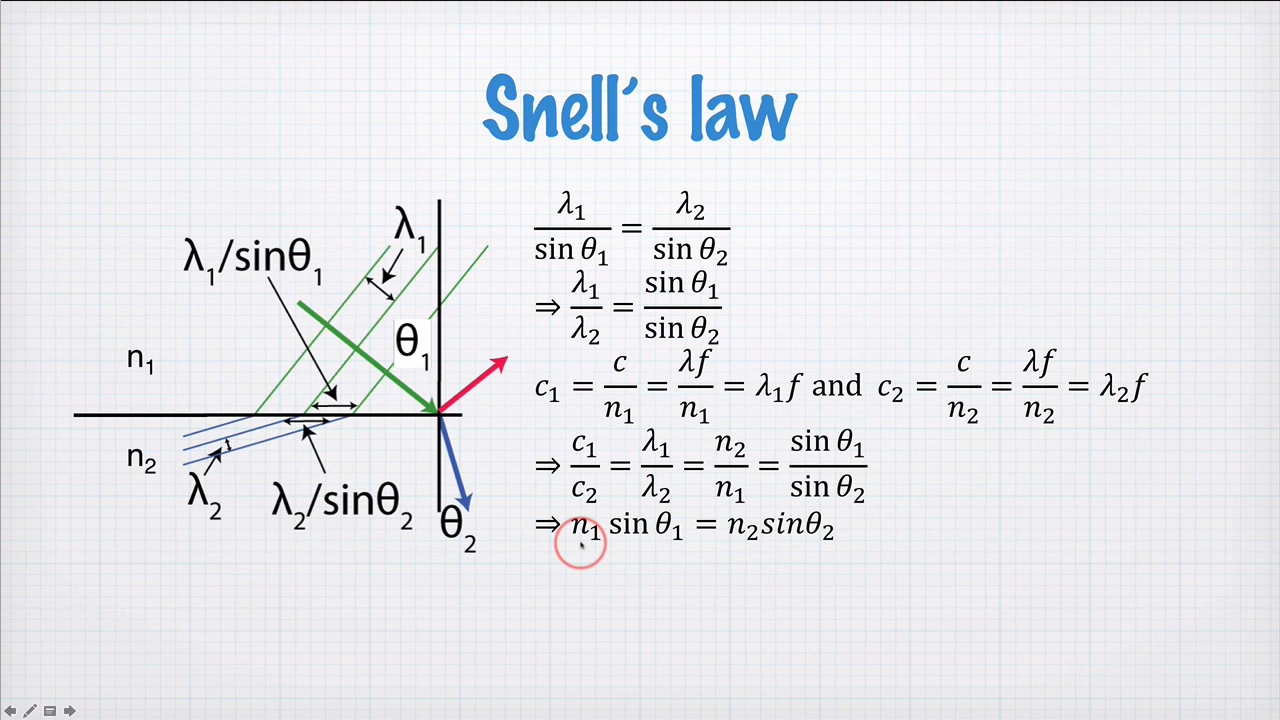 Snell´s law
λ₁
λ₁/sinθ₁
θ₁
n₁
n₂
λ₂
λ₂/sinθ₂
θ₂
λ₁/sin θ₁ = λ₂/sin θ₂
⇒ λ₁/λ₂ = sin θ₁/sin θ₂
c₁ = c/n₁ = λf/n₁ = λ₁f and c₂ = c/n₂ = λf/n₂ = λ₂f
⇒ c₁/c₂ = λ₁/λ₂ = n₂/n₁ = sin θ₁/sin θ₂
⇒ n₁ sin θ₁ = n₂sinθ₂